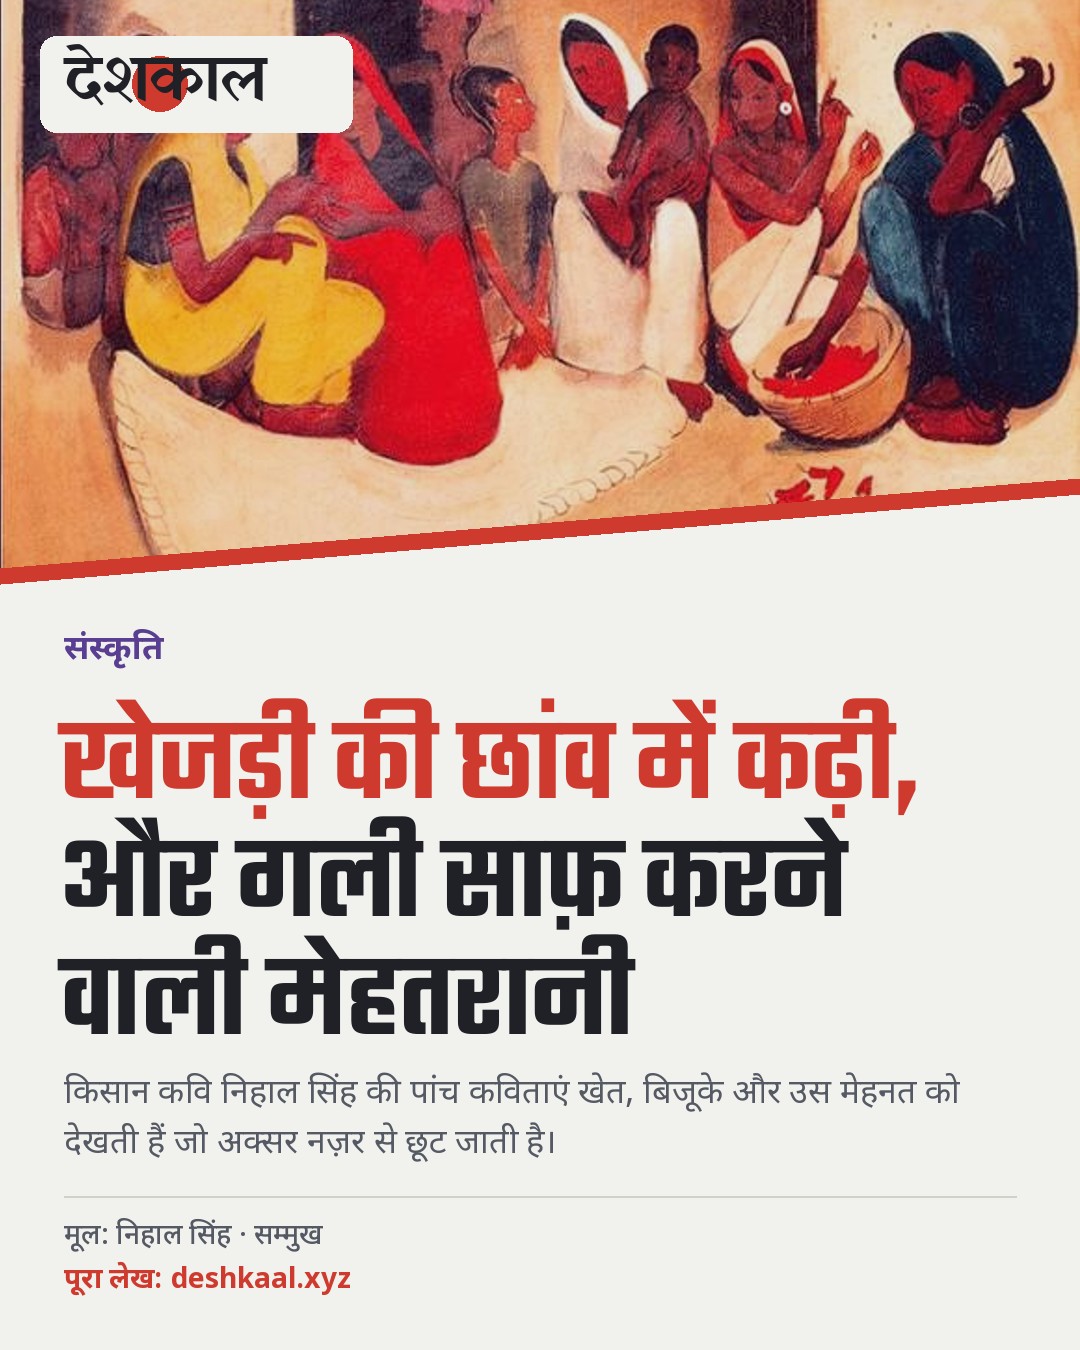 देशकाल
संस्कृति
खेजड़ी की छांव में कढ़ी,
और गली साफ़ करने
वाली मेहतरानी
किसान कवि निहाल सिंह की पांच कविताएं खेत, बिजूके और उस मेहनत को
देखती हैं जो अक्सर नज़र से छूट जाती है।
मूल: निहाल सिंह · सम्मुख
पूरा लेख: deshkaal.xyz